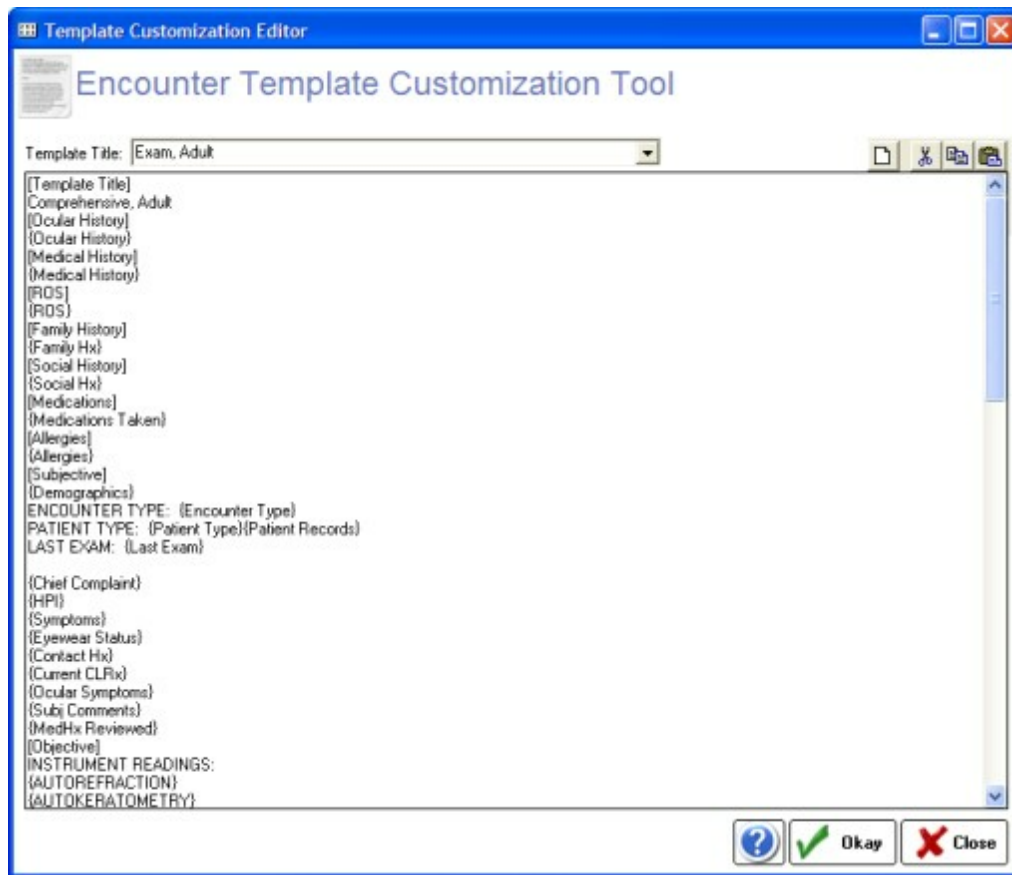 Template Customization Editor
Encounter Template Customization Tool
Template Title: Exam, Adult
[Template Title]
Comprehensive, Adult
[Ocular History]
{Ocular History}
[Medical History]
{Medical History}
[ROS]
{ROS}
[Family History]
{Family Hx}
[Social History]
{Social Hx}
[Medications]
{Medications Taken}
[Allergies]
{Allergies}
[Subjective]
{Demographics}
ENCOUNTER TYPE: {Encounter Type}
PATIENT TYPE: {Patient Type}{Patient Records}
LAST EXAM: {Last Exam}
{Chief Complaint}
{HPI}
{Symptoms}
{Eyewear Status}
{Contact Hx}
{Current CLRx}
{Ocular Symptoms}
{Subj Comments}
{MedHx Reviewed}
[Objective]
INSTRUMENT READINGS:
{AUTOREFRACTION}
{AUTOKERATOMETRY}
? Okay Close